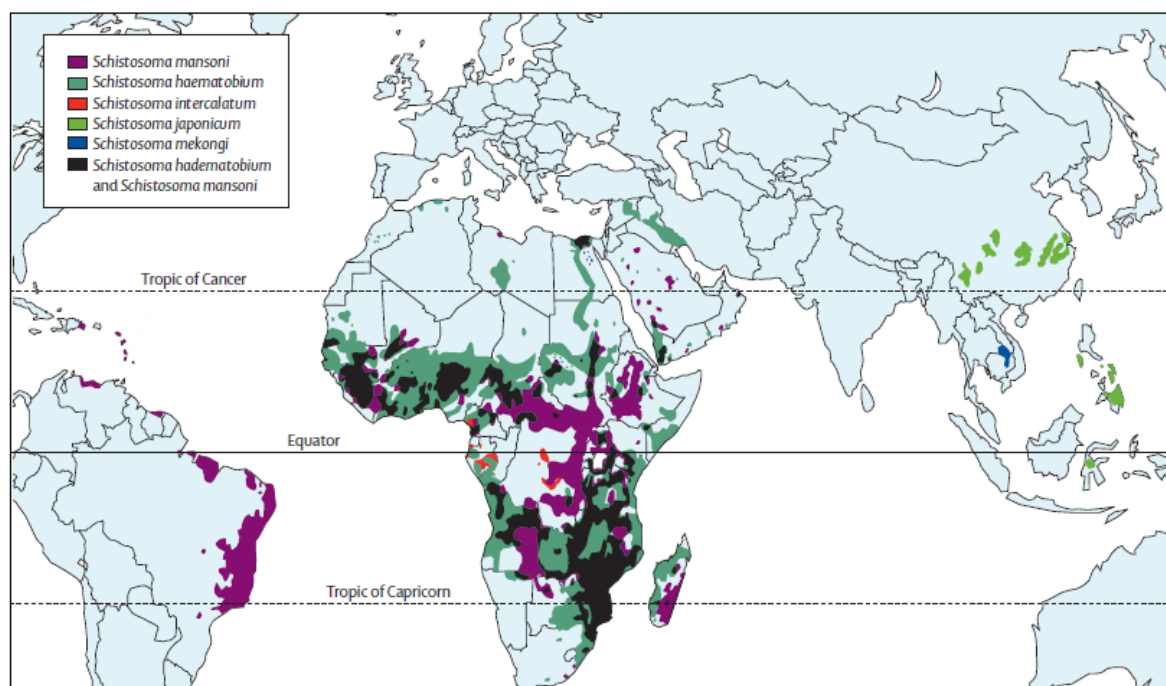 Schistosoma mansoni
Schistosoma haematobium
Schistosoma intercalatum
Schistosoma japonicum
Schistosoma mekongi
Schistosoma hadematobium
and Schistosoma mansoni
Tropic of Cancer
Equator
Tropic of Capricorn